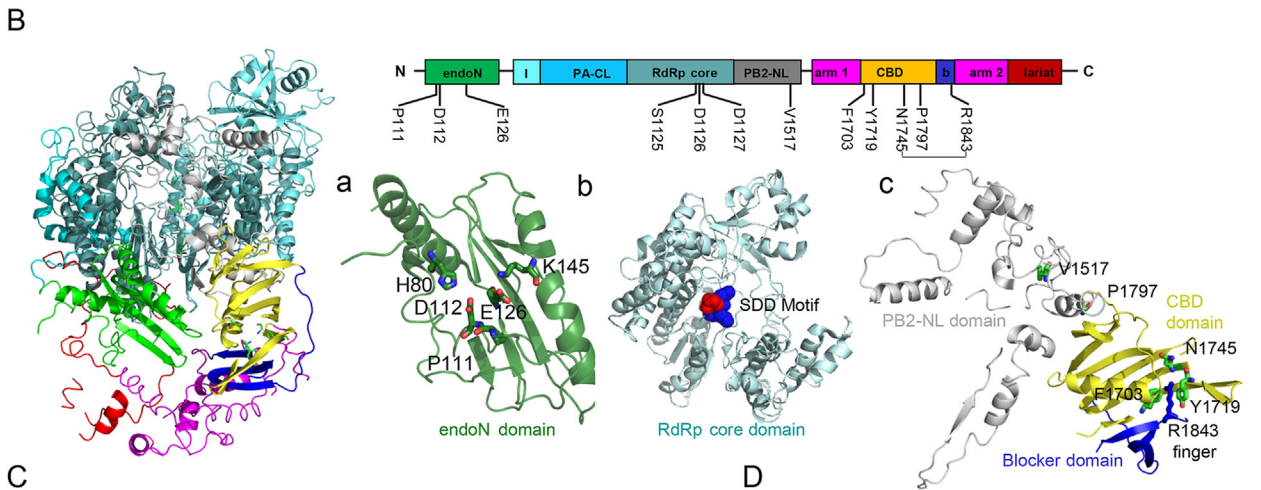 B
N endoN I PA-CL RdRp core PB2-NL arm 1 CBD b arm 2 lariat C
P111 D112 E126 S1125 D1126 D1127 V1517 F1703 Y1719 N1745 P1797 R1843
a
b
c
H80
K145
D112
E126
P111
endoN domain
SDD Motif
RdRp core domain
V1517
P1797
PB2-NL domain
CBD
domain
N1745
F1703
Y1719
R1843
finger
Blocker domain
C
D